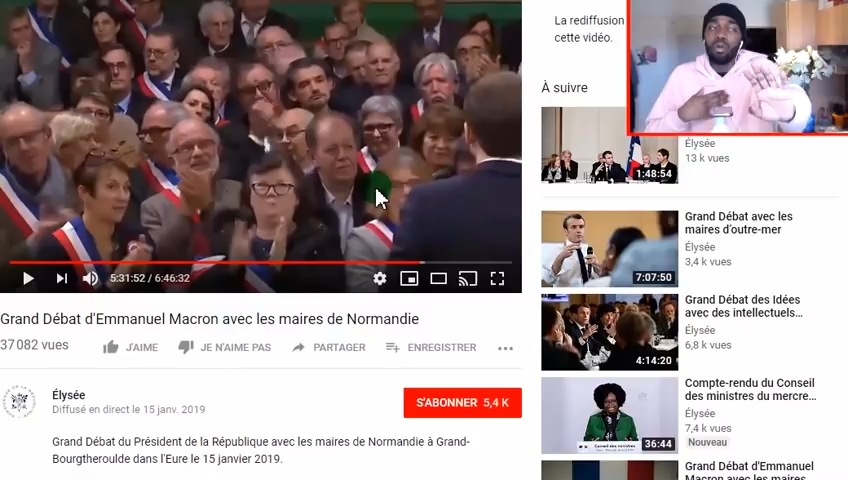 5:31:52 / 6:46:32
Grand Débat d'Emmanuel Macron avec les maires de Normandie
37 082 vues
J'AIME
JE N'AIME PAS
PARTAGER
ENREGISTRER
Élysée
Diffusé en direct le 15 janv. 2019
S'ABONNER 5,4 K
Grand Débat du Président de la République avec les maires de Normandie à Grand-
Bourgtheroulde dans l'Eure le 15 janvier 2019.
La rediffusion
cette vidéo.
À suivre
1:48:54
Élysée
13 k vues
7:07:50
Grand Débat avec les
maires d'outre-mer
Élysée
3,4 k vues
4:14:20
Grand Débat des Idées
avec des intellectuels...
Élysée
6,8 k vues
36:44
Compte-rendu du Conseil
des ministres du mercre...
Élysée
7,4 k vues
Nouveau
Grand Débat d'Emmanuel
Macron avec les maires